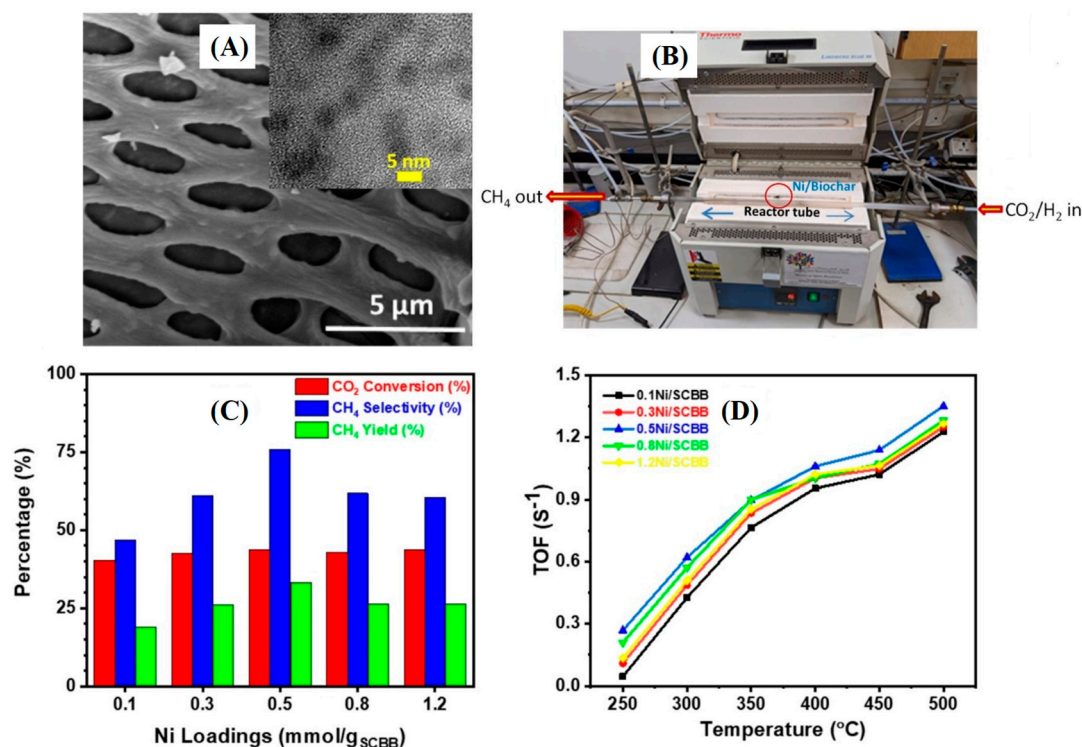 (A)
5 nm
5 µm
(B)
Thermo
SCIENTIFIC
CH₄ out
Ni/Biochar
Reactor tube
CO₂/H₂ in
(C)
CO₂ Conversion (%)
CH₄ Selectivity (%)
CH₄ Yield (%)
Percentage (%)
100
75
50
25
0
0.1 0.3 0.5 0.8 1.2
Ni Loadings (mmol/gSCBB)
(D)
0.1Ni/SCBB
0.3Ni/SCBB
0.5Ni/SCBB
0.8Ni/SCBB
1.2Ni/SCBB
TOF (S⁻¹)
1.5
1.2
0.9
0.6
0.3
0.0
250 300 350 400 450 500
Temperature (°C)